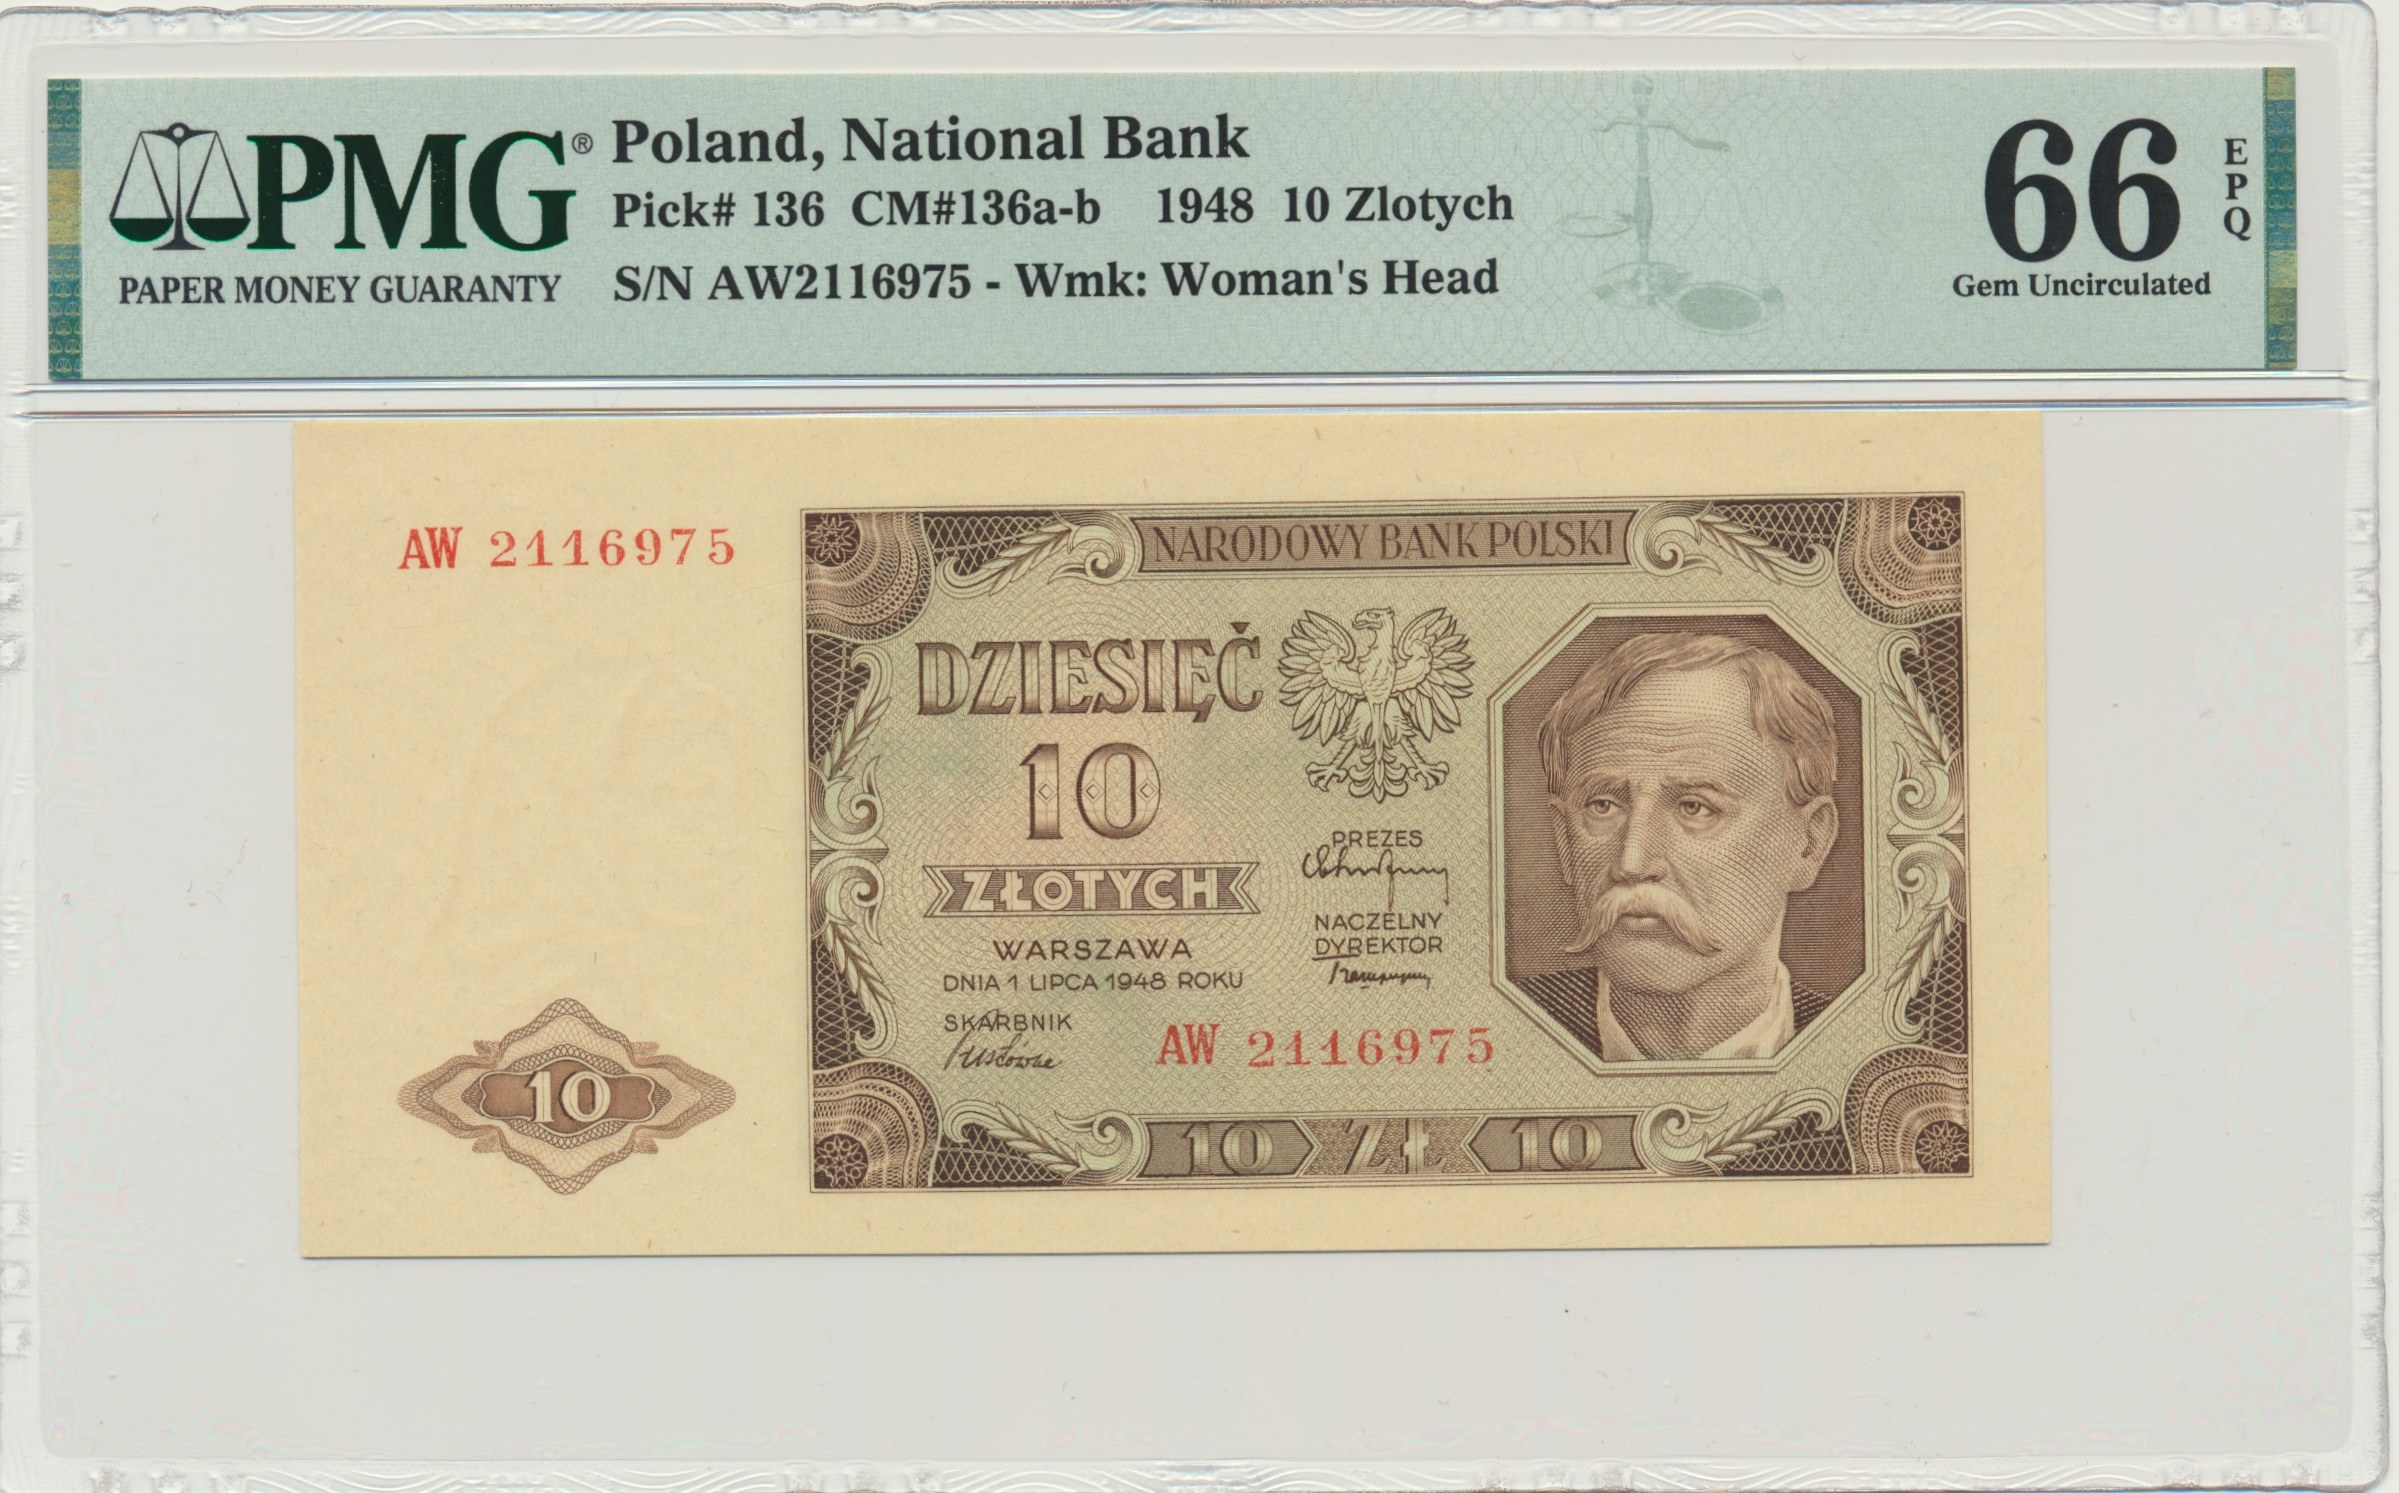 PMG®
PAPER MONEY GUARANTY
Poland, National Bank
Pick# 136 CM#136a-b 1948 10 Zlotych
S/N AW2116975 - Wmk: Woman's Head
66
EPQ
Gem Uncirculated
AW 2116975
NARODOWY BANK POLSKI
DZIESIĘĆ
10
ZŁOTYCH
WARSZAWA
DNIA 1 LIPCA 1948 ROKU
SKARBNIK
PREZES
NACZELNY
DYREKTOR
AW 2116975
10
10 ZŁ 10